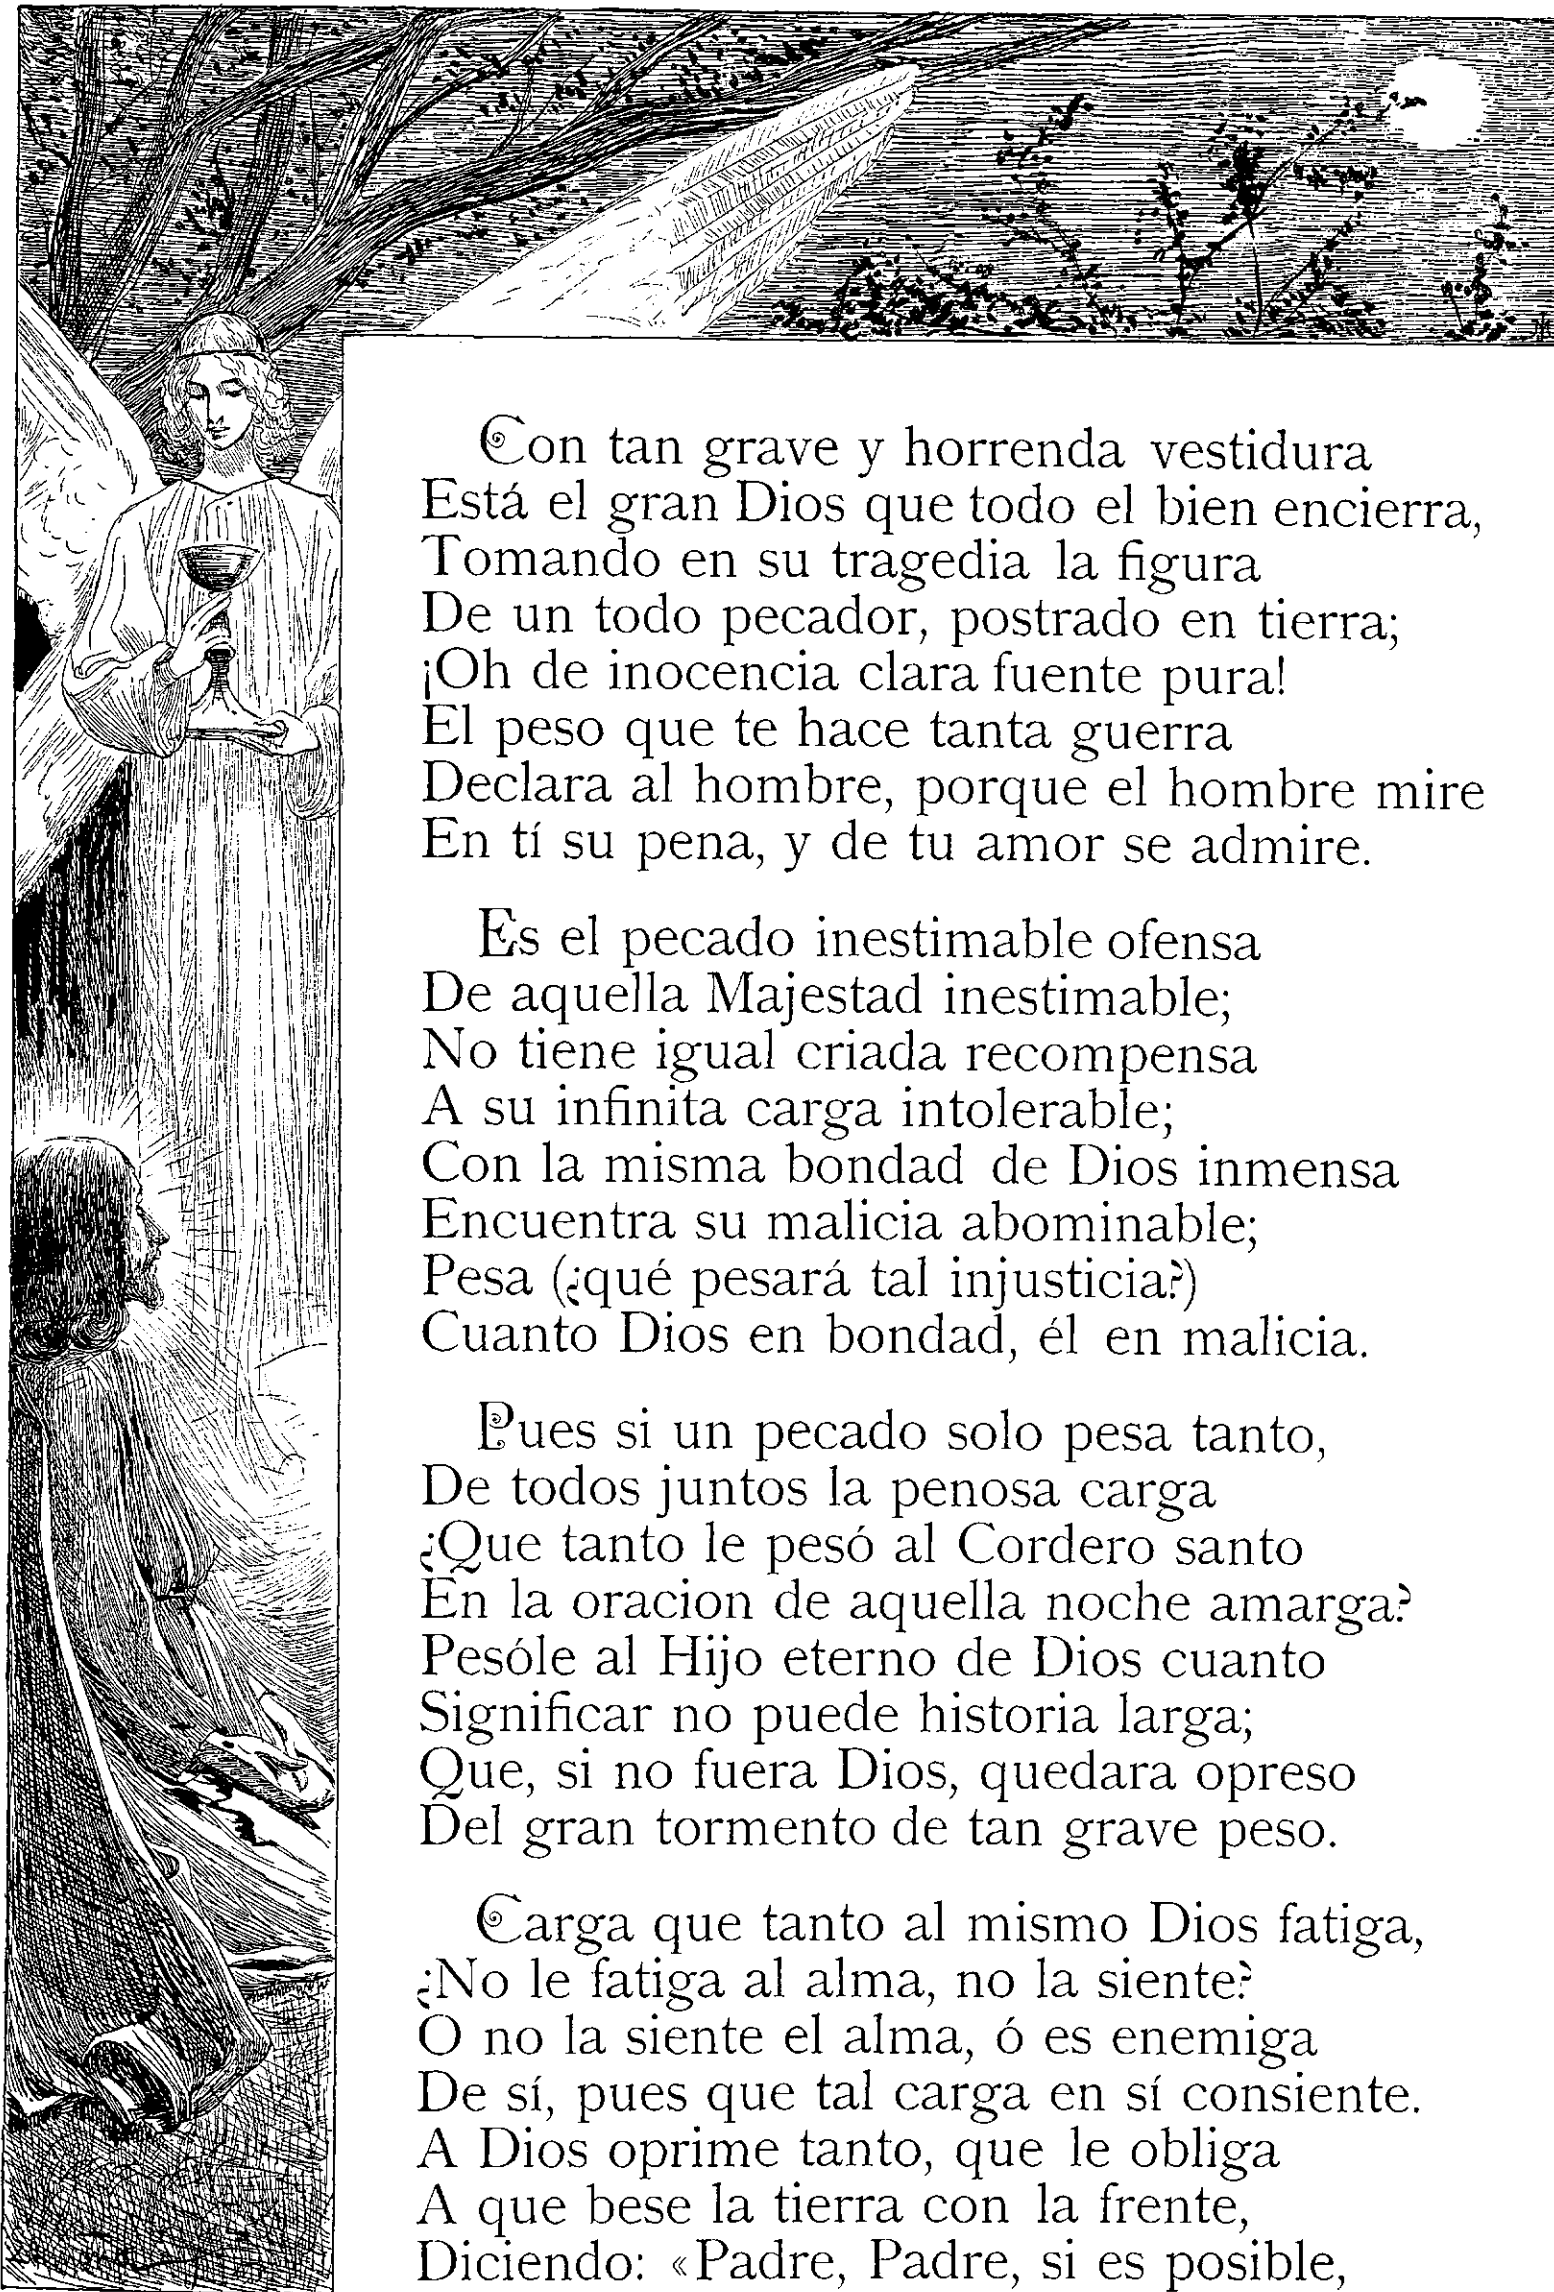 Con tan grave y horrenda vestidura
Está el gran Dios que todo el bien encierra,
Tomando en su tragedia la figura
De un todo pecador, postrado en tierra;
¡Oh de inocencia clara fuente pura!
El peso que te hace tanta guerra
Declara al hombre, porque el hombre mire
En tí su pena, y de tu amor se admire.
Es el pecado inestimable ofensa
De aquella Majestad inestimable;
No tiene igual criada recompensa
A su infinita carga intolerable;
Con la misma bondad de Dios inmensa
Encuentra su malicia abominable;
Pesa (¿qué pesará tal injusticia?)
Cuanto Dios en bondad, él en malicia.
Pues si un pecado solo pesa tanto,
De todos juntos la penosa carga
¿Que tanto le pesó al Cordero santo
En la oracion de aquella noche amarga?
Pesóle al Hijo eterno de Dios cuanto
Significar no puede historia larga;
Que, si no fuera Dios, quedara opreso
Del gran tormento de tan grave peso.
Carga que tanto al mismo Dios fatiga,
¿No le fatiga al alma, no la siente?
O no la siente el alma, ó es enemiga
De sí, pues que tal carga en sí consiente.
A Dios oprime tanto, que le obliga
A que bese la tierra con la frente,
Diciendo: «Padre, Padre, si es posible,